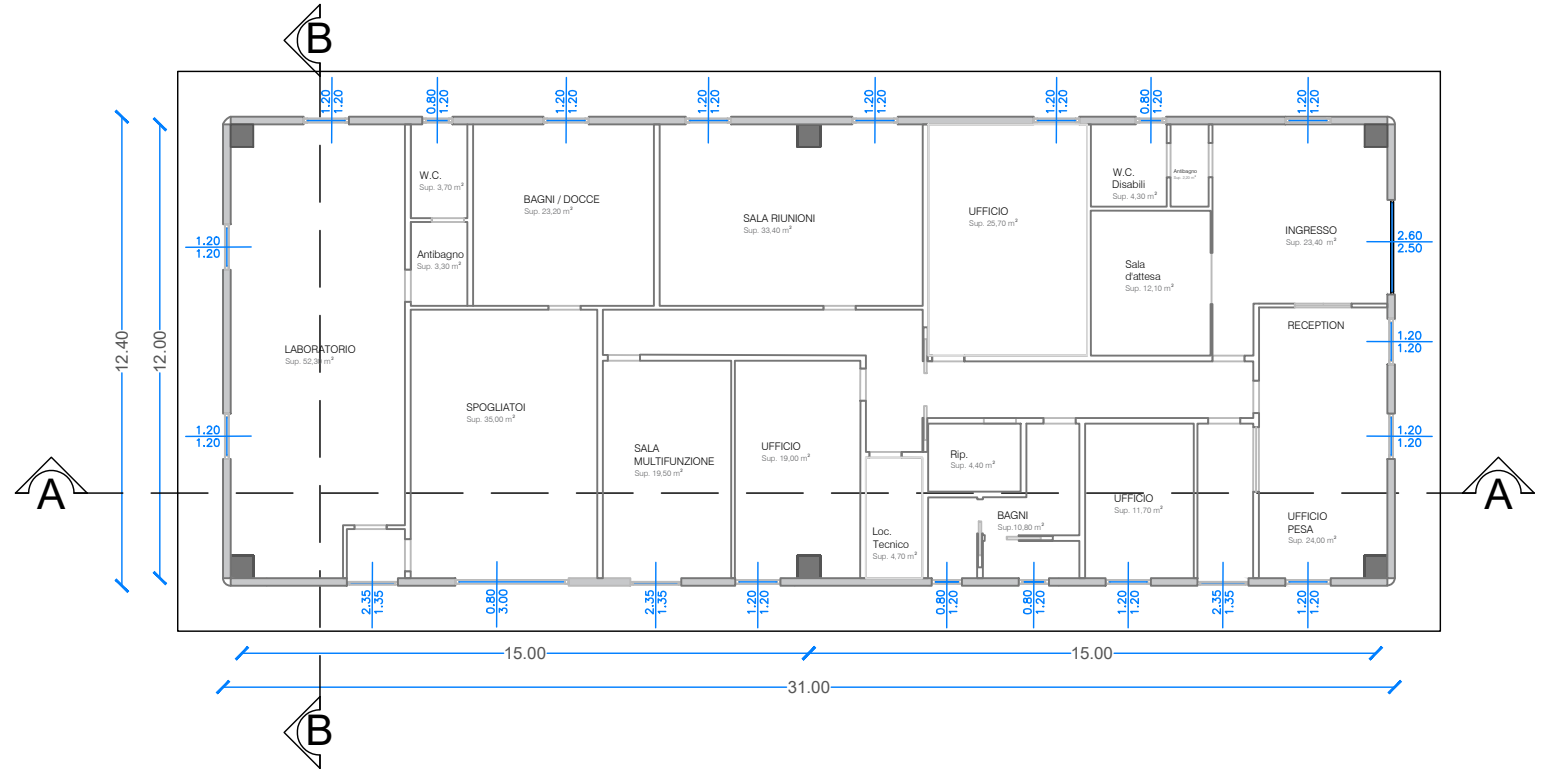 B
1.20
1.20
0.80
1.20
1.20
1.20
1.20
1.20
1.20
1.20
1.20
1.20
0.80
1.20
1.20
1.20
W.C.
Sup. 3,70 m²
BAGNI / DOCCE
Sup. 23,20 m²
SALA RIUNIONI
Sup. 33,40 m²
UFFICIO
Sup. 25,70 m²
W.C.
Disabili
Sup. 4,30 m²
Antibagno
INGRESSO
Sup. 23,40 m²
1.20
1.20
2.60
2.50
Antibagno
Sup. 3,30 m²
Sala
d'attesa
Sup. 12,10 m²
RECEPTION
12.40
12.00
LABORATORIO
Sup. 52,30 m²
1.20
1.20
SPOGLIATOI
Sup. 35,00 m²
1.20
1.20
1.20
1.20
SALA
MULTIFUNZIONE
Sup. 19,50 m²
UFFICIO
Sup. 19,00 m²
Rip.
Sup. 4,40 m²
A
A
UFFICIO
Sup. 11,70 m²
BAGNI
Sup.10,80 m²
UFFICIO
PESA
Sup. 24,00 m²
Loc.
Tecnico
Sup. 4,70 m²
2.35
1.35
0.80
3.00
2.35
1.35
1.20
1.20
0.80
1.20
0.80
1.20
1.20
1.20
2.35
1.35
1.20
1.20
15.00
15.00
31.00
B